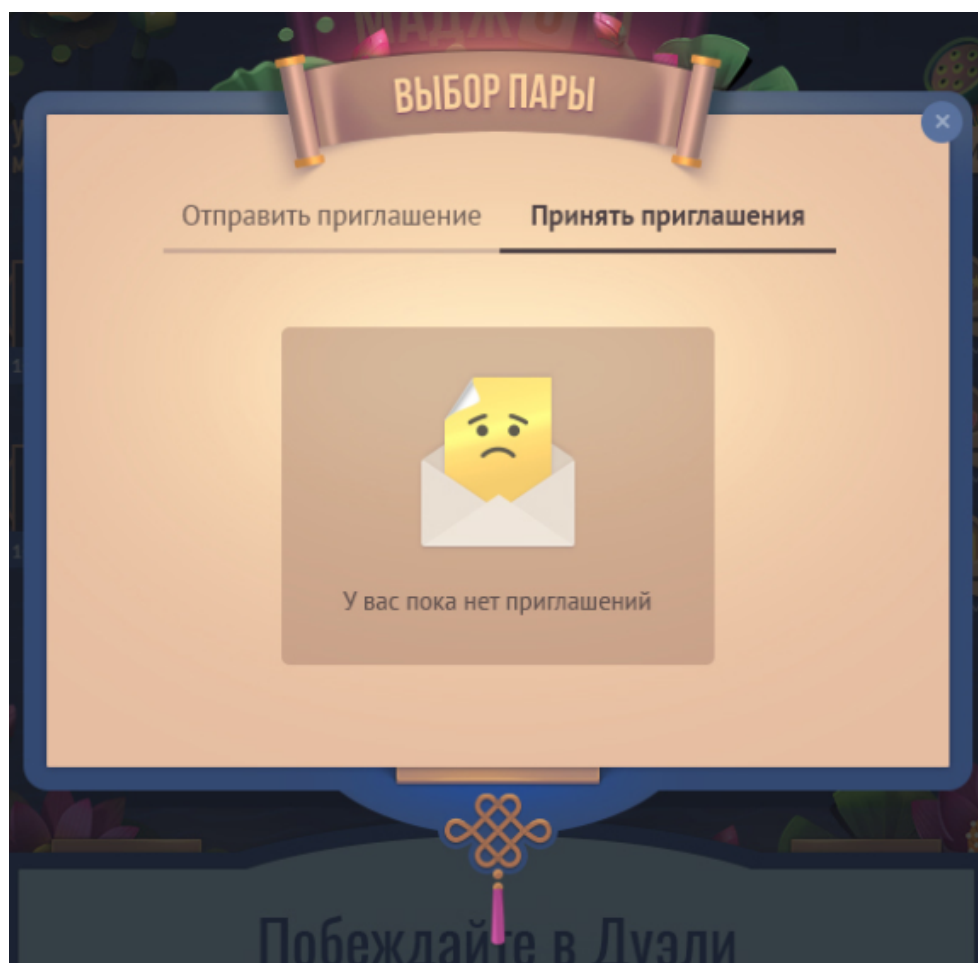 ВЫБОР ПАРЫ
Отправить приглашение Принять приглашения
У вас пока нет приглашений
Побеждайте в Дуэли